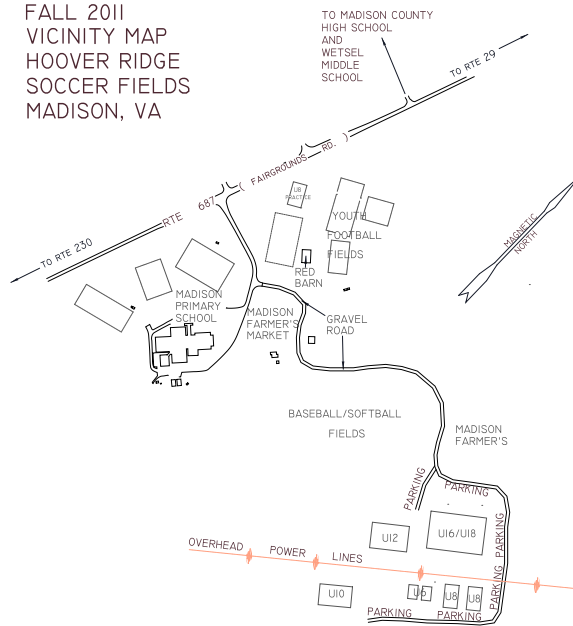 FALL 2011
VICINITY MAP
HOOVER RIDGE
SOCCER FIELDS
MADISON, VA
TO MADISON COUNTY
HIGH SCHOOL
AND
WETSEL
MIDDLE
SCHOOL
TO RTE 29
RTE 687 ( FAIRGROUNDS RD. )
TO RTE 230
U8
PRACTICE
YOUTH
FOOTBALL
FIELDS
MAGNETIC
NORTH
RED
BARN
MADISON
PRIMARY
SCHOOL
MADISON
FARMER'S
MARKET
GRAVEL
ROAD
BASEBALL/SOFTBALL
FIELDS
MADISON
FARMER'S
PARKING
PARKING
PARKING
U12
U16/U18
OVERHEAD POWER LINES
PARKING
U10
U6
U8
U8
PARKING
PARKING